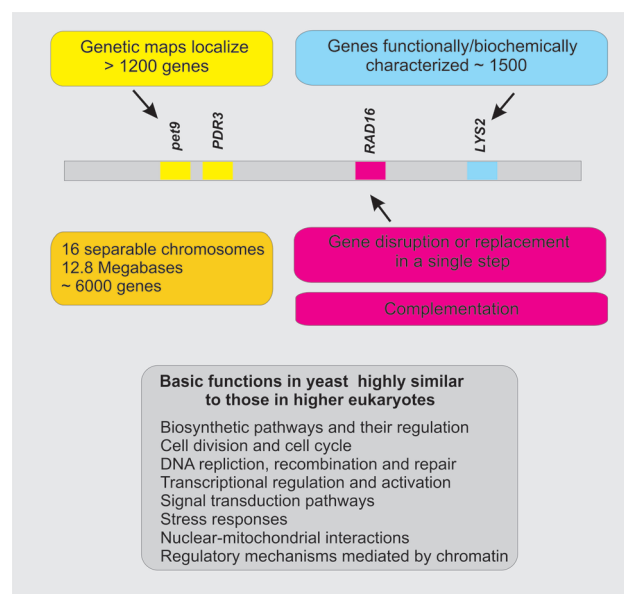 Genetic maps localize
> 1200 genes
Genes functionally/biochemically
characterized ~ 1500
pet9
PDR3
RAD16
LYS2
16 separable chromosomes
12.8 Megabases
~ 6000 genes
Gene disruption or replacement
in a single step
Complementation
Basic functions in yeast highly similar
to those in higher eukaryotes
Biosynthetic pathways and their regulation
Cell division and cell cycle
DNA repliction, recombination and repair
Transcriptional regulation and activation
Signal transduction pathways
Stress responses
Nuclear-mitochondrial interactions
Regulatory mechanisms mediated by chromatin